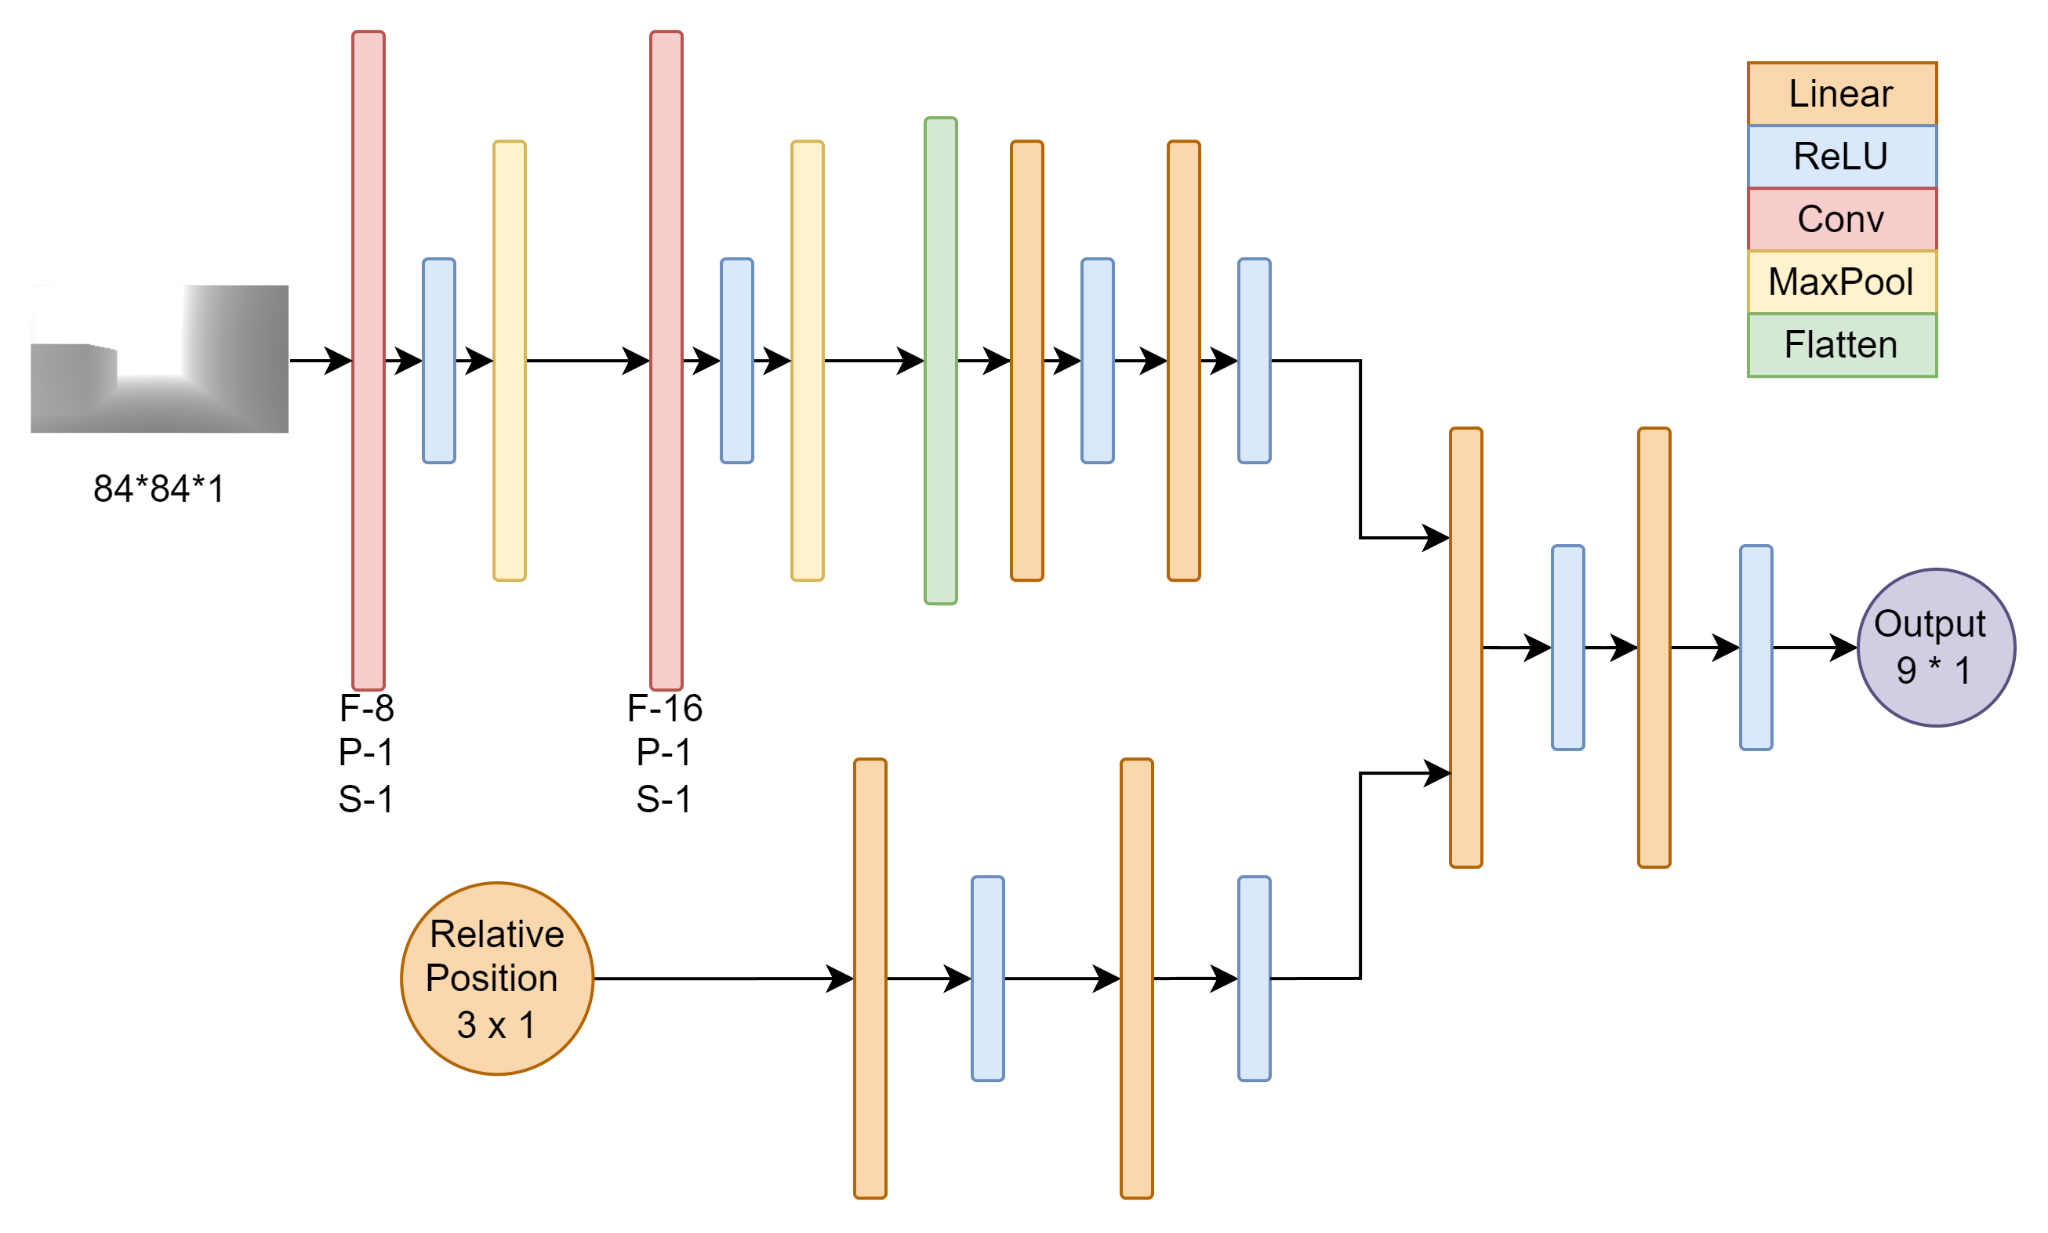 84*84*1
F-8
P-1
S-1
F-16
P-1
S-1
Relative
Position
3 x 1
Output
9 * 1
Linear
ReLU
Conv
MaxPool
Flatten